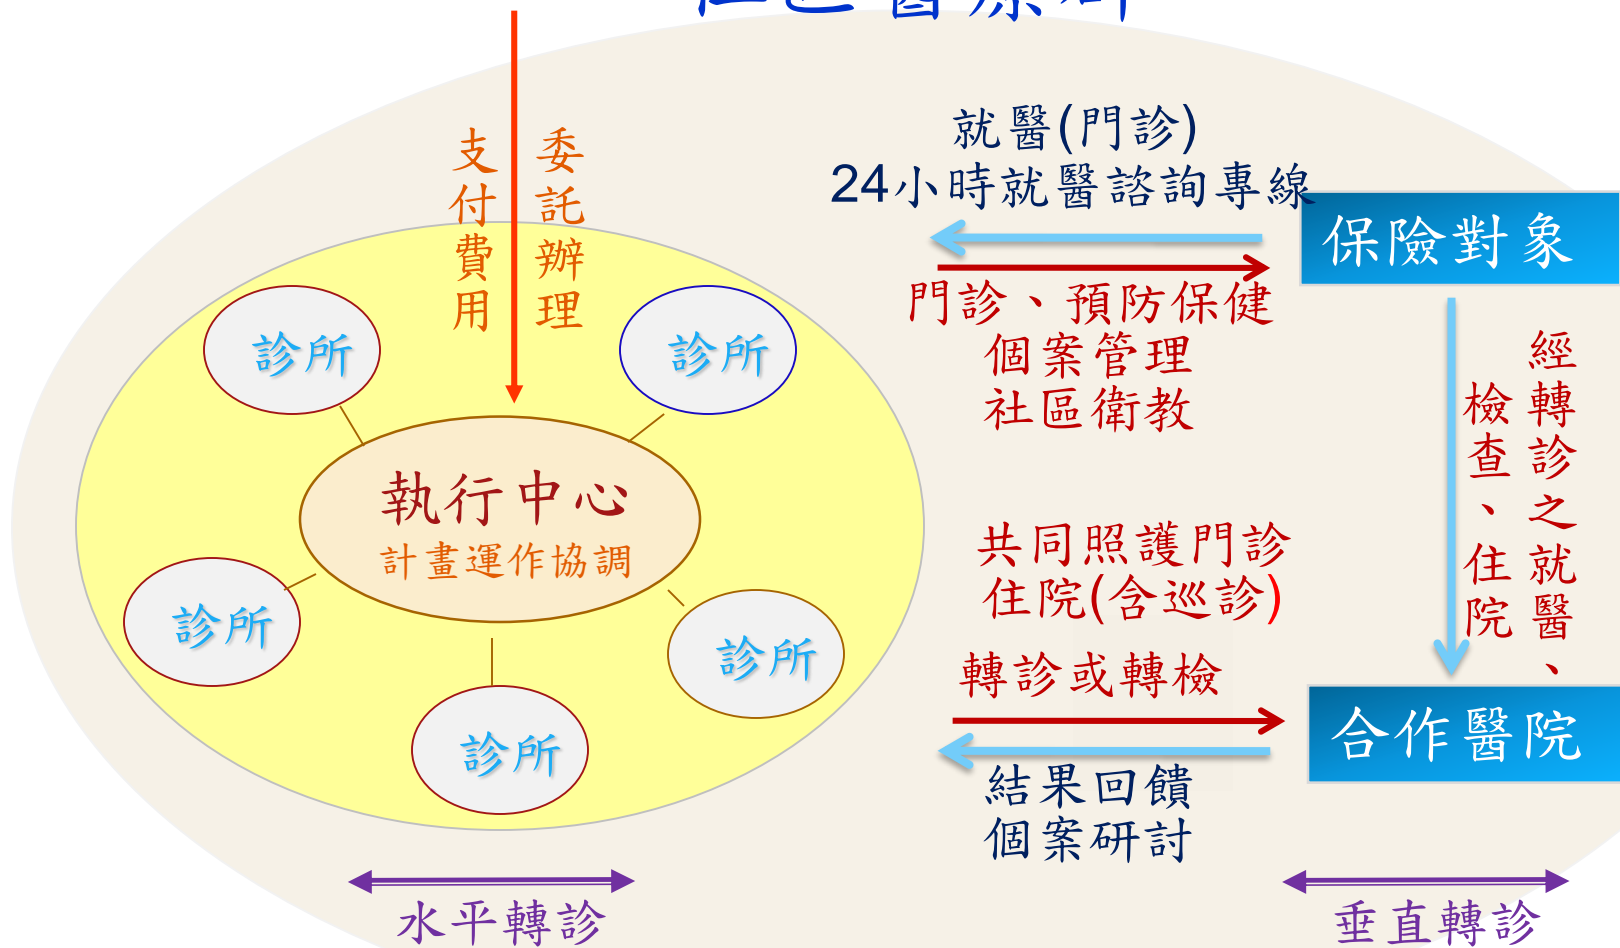 就醫(門診)
24小時就醫諮詢專線
保險對象
委託辦理
支付費用
門診、預防保健
個案管理
社區衛教
診所
診所
執行中心
計畫運作協調
診所
診所
診所
經轉診之就醫、
檢查、住院
共同照護門診
住院(含巡診)
轉診或轉檢
合作醫院
結果回饋
個案研討
水平轉診
垂直轉診